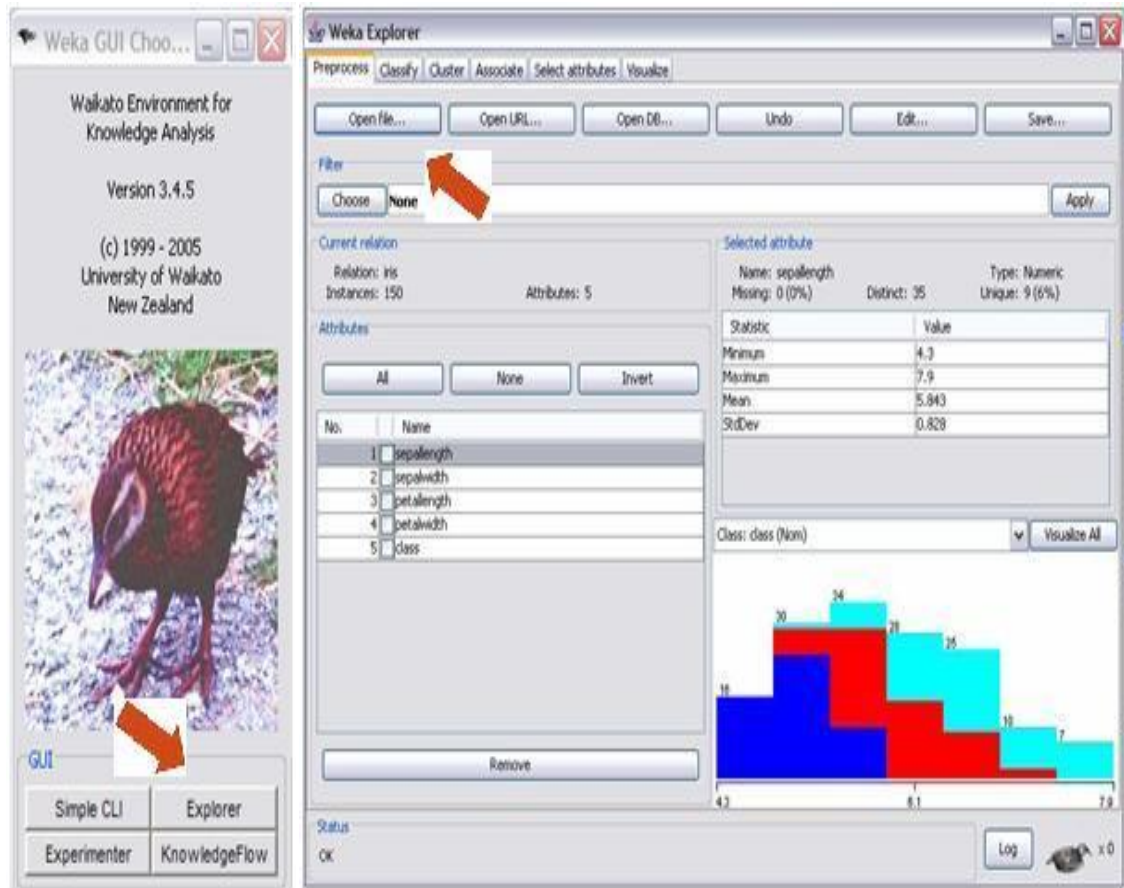 Weka GUI Choo...
Waikato Environment for
Knowledge Analysis
Version 3.4.5
(c) 1999 - 2005
University of Waikato
New Zealand
GUI
Simple CLI
Explorer
Experimenter
KnowledgeFlow
Weka Explorer
Preprocess Classify Cluster Associate Select attributes Visualize
Open file... Open URL... Open DB... Undo Edit... Save...
Filter
Choose None Apply
Current relation
Relation: iris
Instances: 150 Attributes: 5
Attributes
All None Invert
No. Name
1 sepallength
2 sepalwidth
3 petallength
4 petalwidth
5 class
Remove
Selected attribute
Name: sepallength Type: Numeric
Missing: 0 (0%) Distinct: 35 Unique: 9 (6%)
Statistic Value
Minimum 4.3
Maximum 7.9
Mean 5.843
StdDev 0.828
Class: class (Nom) Visualize All
16
30
34
28
25
10
7
4.3 6.1 7.9
Status
OK
Log
x 0